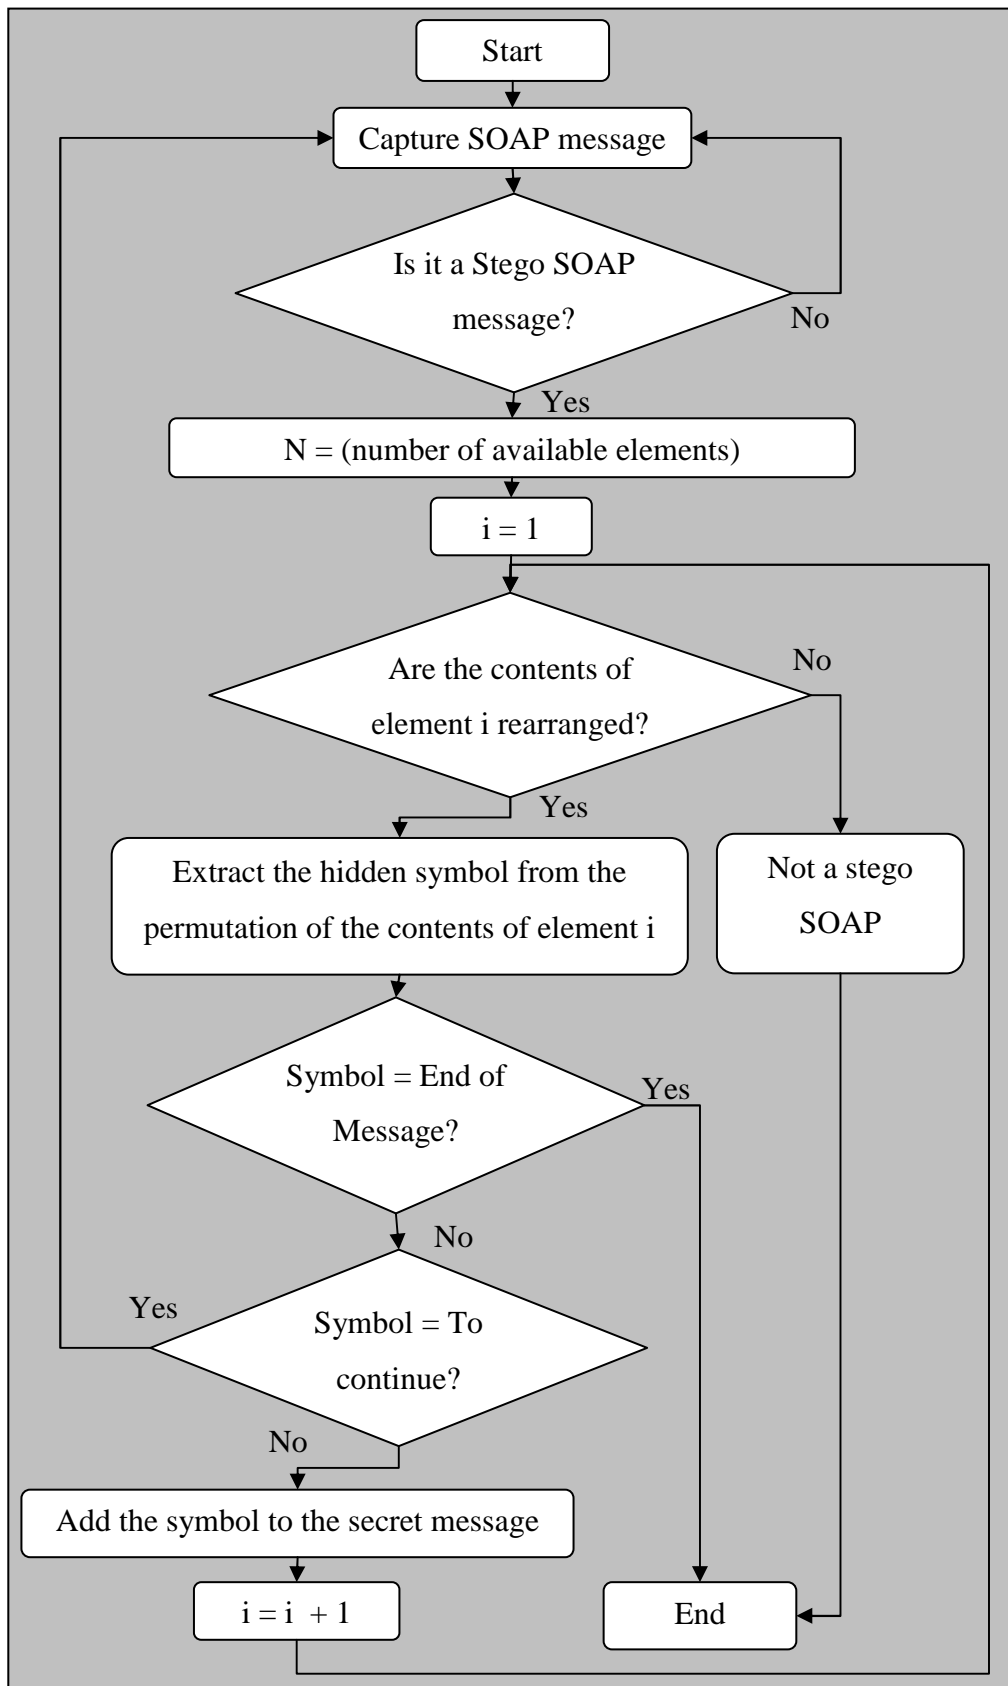 Start
Capture SOAP message
Is it a Stego SOAP
message?
No
Yes
N = (number of available elements)
i = 1
No
Are the contents of
element i rearranged?
Yes
Extract the hidden symbol from the
permutation of the contents of element i
Not a stego
SOAP
Symbol = End of
Message?
Yes
No
Yes
Symbol = To
continue?
No
Add the symbol to the secret message
i = i + 1
End